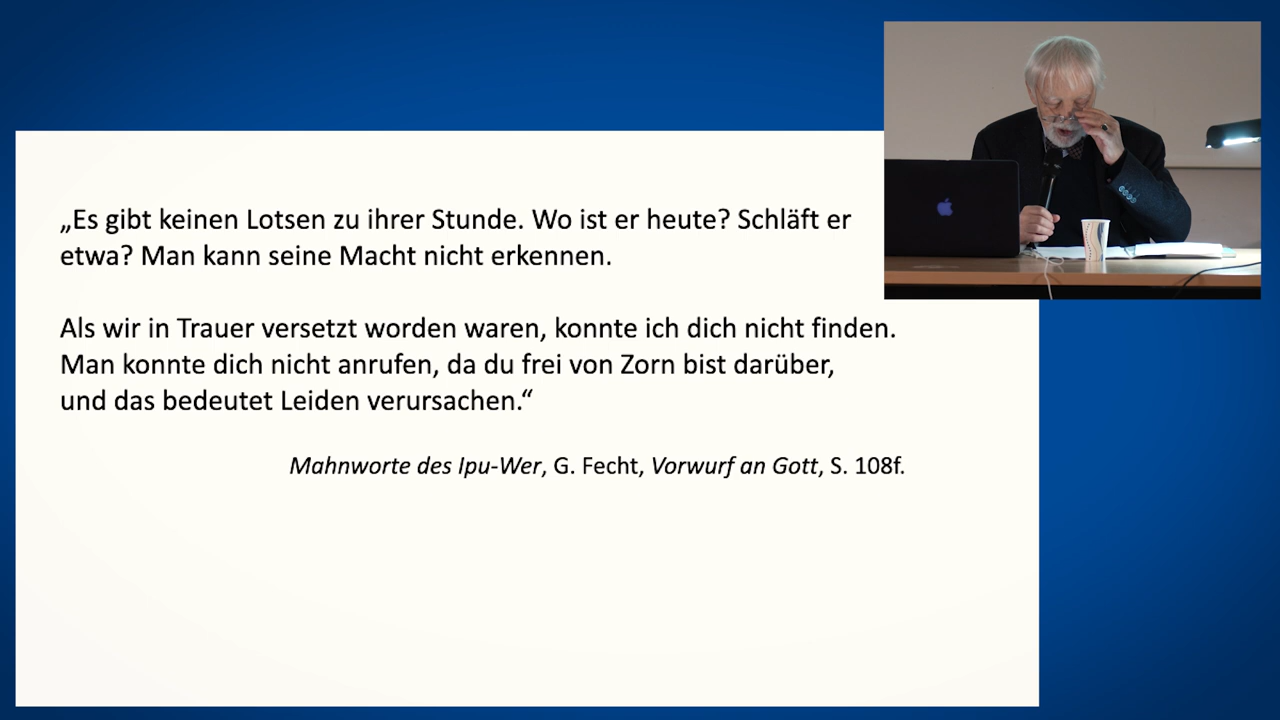 „Es gibt keinen Lotsen zu ihrer Stunde. Wo ist er heute? Schläft er
etwa? Man kann seine Macht nicht erkennen.
Als wir in Trauer versetzt worden waren, konnte ich dich nicht finden.
Man konnte dich nicht anrufen, da du frei von Zorn bist darüber,
und das bedeutet Leiden verursachen.“
Mahnworte des Ipu-Wer, G. Fecht, Vorwurf an Gott, S. 108f.